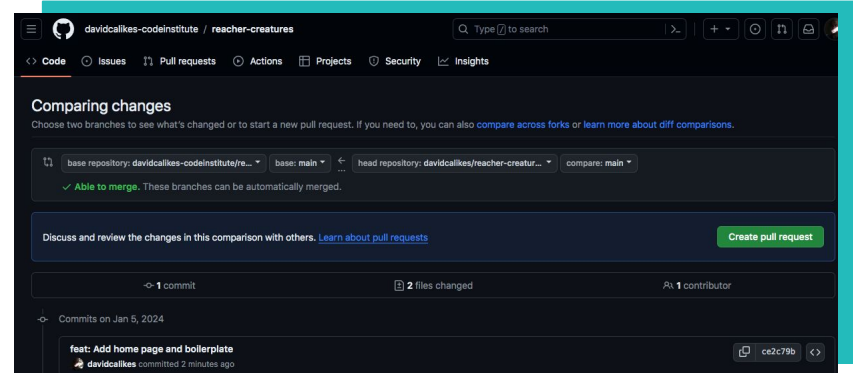 davidcalikes-codeinstitute / reacher-creatures
Type / to search
Code Issues Pull requests Actions Projects Security Insights
Comparing changes
Choose two branches to see what's changed or to start a new pull request. If you need to, you can also compare across forks or learn more about diff comparisons.
base repository: davidcalikes-codeinstitute/re... base: main ← ... head repository: davidcalikes/reacher-creatur... compare: main
✓ Able to merge. These branches can be automatically merged.
Discuss and review the changes in this comparison with others. Learn about pull requests Create pull request
1 commit 2 files changed 1 contributor
Commits on Jan 5, 2024
feat: Add home page and boilerplate ce2c79b <>
davidcalikes committed 2 minutes ago